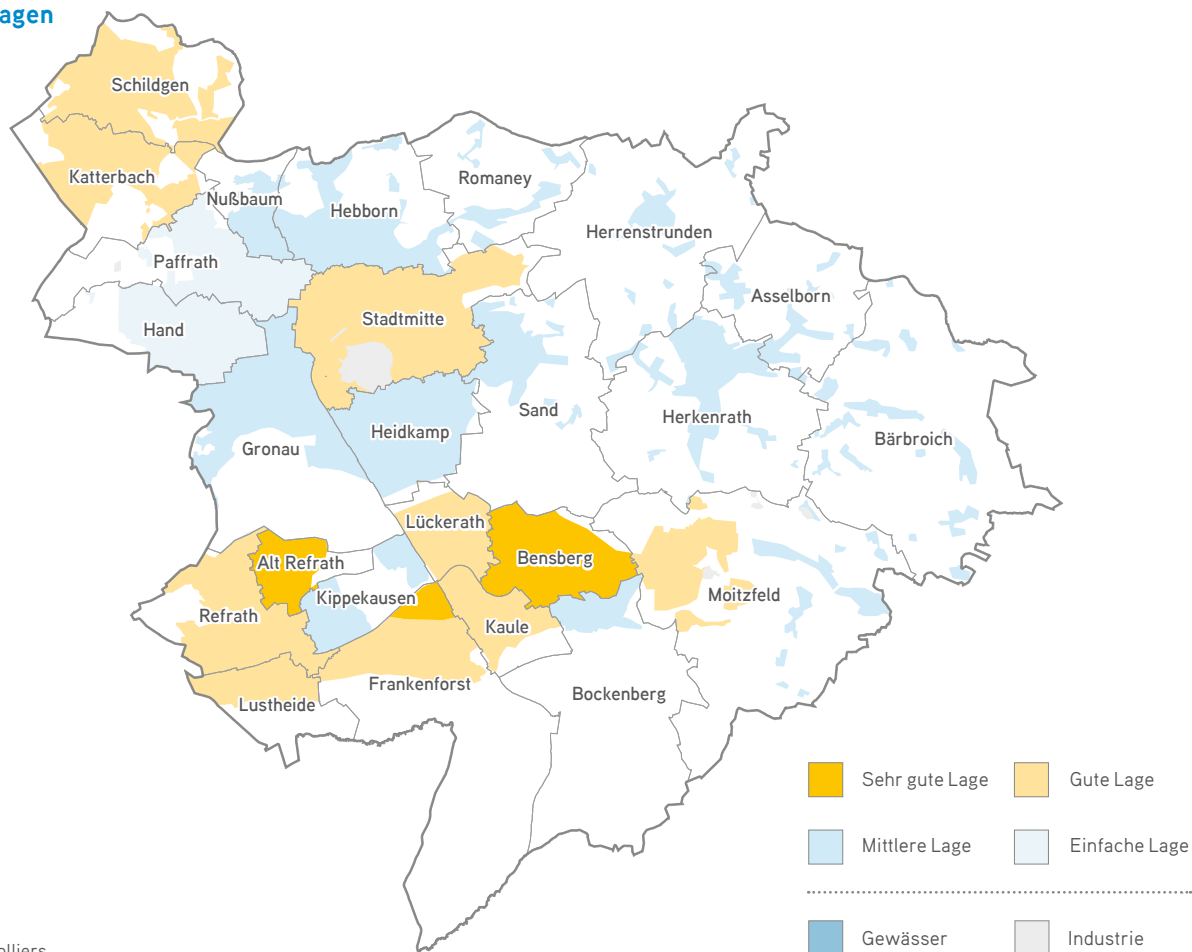 agen
Schildgen
Katterbach
Nußbaum
Hebborn
Romaney
Herrenstrunden
Paffrath
Asselborn
Hand
Stadtmitte
Sand
Herkenrath
Heidkamp
Bärbroich
Gronau
Lückerath
Bensberg
Alt Refrath
Kippekausen
Moitzfeld
Refrath
Kaule
Frankenforst
Bockenberg
Lustheide
Sehr gute Lage
Gute Lage
Mittlere Lage
Einfache Lage
Gewässer
Industrie
olliers